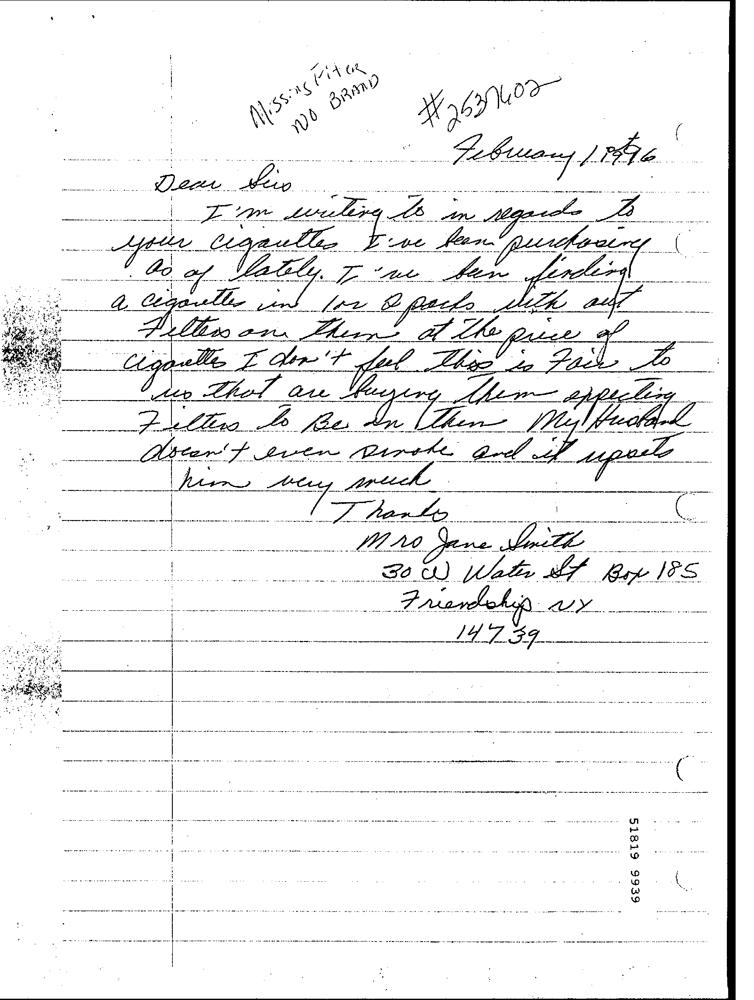 Missing Fiter
NO BRAND
#2537602
February 1st 1996
Dear Sirs
I'm writing to in regards to
your cigarettes I've been purchasing
as of lately. I've been finding
a cigarettes in 1 or 2 packs with out
Filters on them at the price of
cigarettes I don't feel this is Fair to
us that are buying them expecting
Filters to Be on them My Husband
doesn't even smoke and it upsets
him very much
Thanks
Mrs Jane Smith
30 W Water St Box 185
Friendship NY
14739
51819 9939